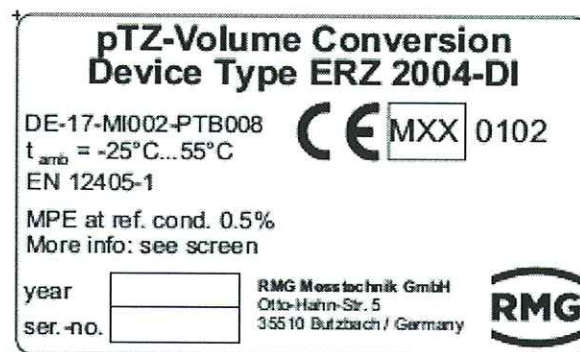 pTZ-Volume Conversion
Device Type ERZ 2004-DI
DE-17-MI002-PTB008
CE MXX 0102
t amb = -25°C...55°C
EN 12405-1
MPE at ref. cond. 0.5%
More info: see screen
year
ser.-no.
RMG Messtechnik GmbH
Otto-Hahn-Str. 5
35510 Butzbach / Germany
RMG